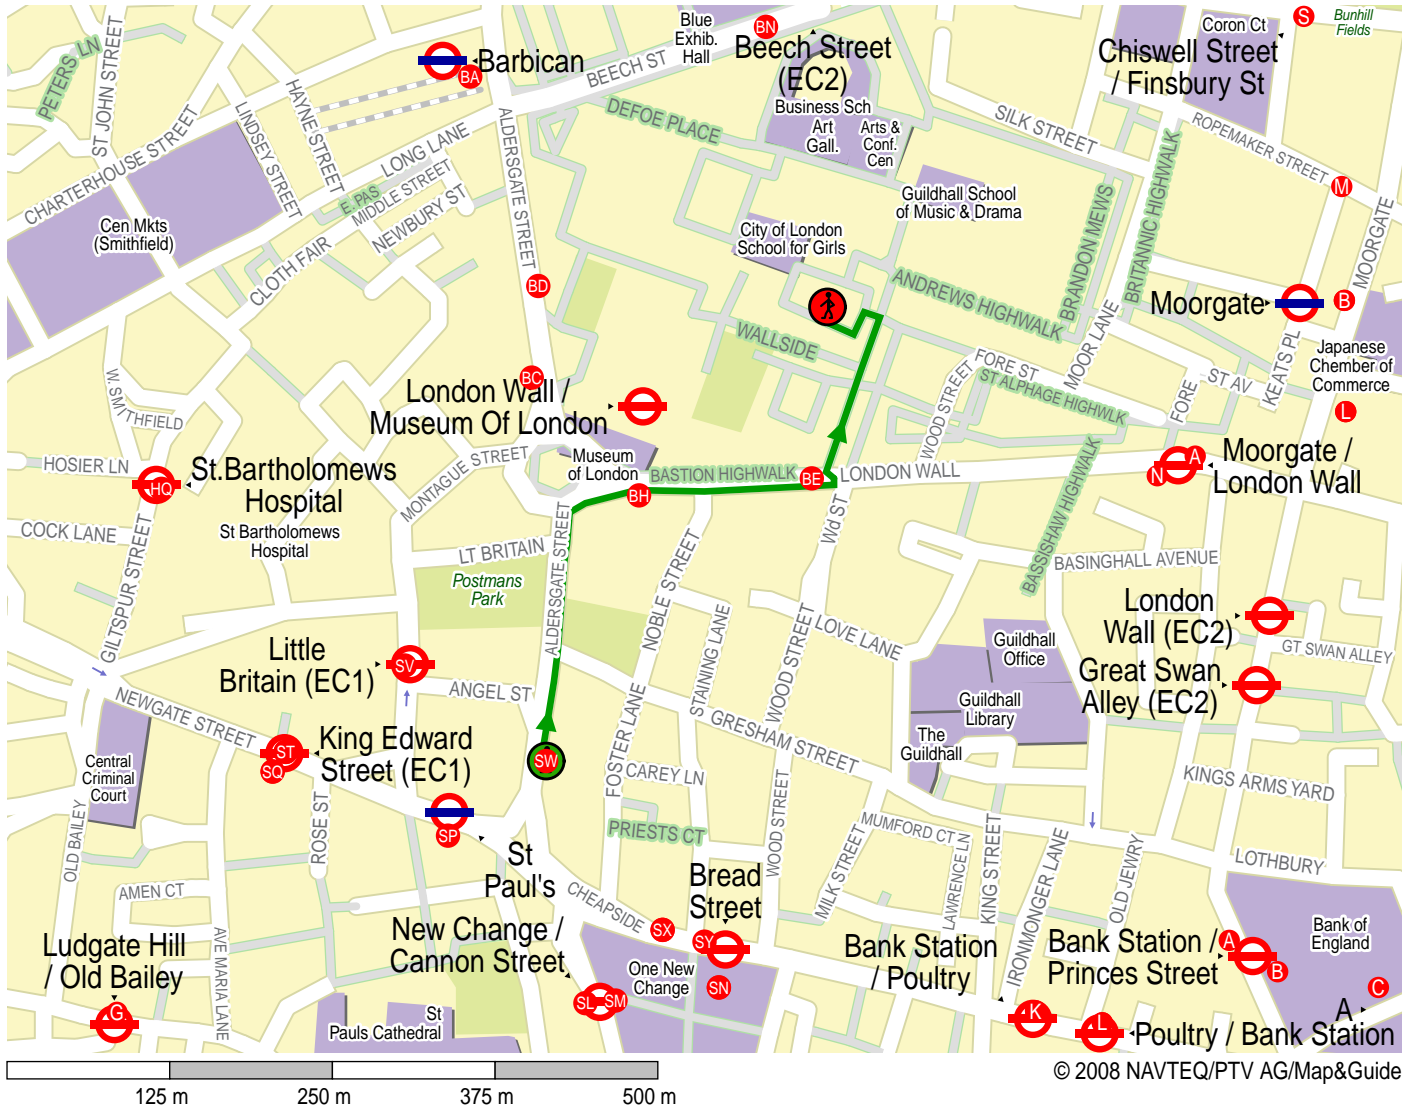 PETERS LN
ST JOHN STREET
Barbican
BA
BEECH ST
Blue
Exhib.
Hall
BN
Beech Street
(EC2)
Business Sch
Art
Gall.
Arts &
Conf.
Cen
Coron Ct
S
Bunhill
Fields
Chiswell Street
/ Finsbury St
CHARTERHOUSE STREET
LINDSEY STREET
HAYNE STREET
LONG LANE
E. PAS
MIDDLE STREET
NEWBURY ST
CLOTH FAIR
Cen Mkts
(Smithfield)
ALDERSGATE STREET
DEFOE PLACE
SILK STREET
ROPEMAKER STREET
M
BRITANNIC HIGHWALK
BRANDON MEWS
MOORGATE
Guildhall School
of Music & Drama
City of London
School for Girls
ANDREWS HIGHWALK
BD
Moorgate
B
WALLSIDE
MOOR LANE
FORE ST
ST ALPHAGE HIGHWLK
WOOD STREET
FORE
ST AV
KEATS PL
Japanese
Chember of
Commerce
L
BC
London Wall /
Museum Of London
W.SMITHFIELD
HOSIER LN
HQ
St.Bartholomews
Hospital
St Bartholomews
Hospital
MONTAGUE STREET
Museum
of London
BASTION HIGHWALK
BH
BE
LONDON WALL
Wd ST
BASSISHAW HIGHWALK
A
N
Moorgate /
London Wall
COCK LANE
GILTSPUR STREET
LT BRITAIN
Postmans
Park
ALDERSGATE STREET
NOBLE STREET
STAINING LANE
LOVE LANE
WOOD STREET
BASINGHALL AVENUE
London
Wall (EC2)
GT SWAN ALLEY
Great Swan
Alley (EC2)
Guildhall
Office
Guildhall
Library
The
Guildhall
Little
Britain (EC1)
SV
ANGEL ST
NEWGATE STREET
King Edward
Street (EC1)
ST
SQ
SW
FOSTER LANE
GRESHAM STREET
CAREY LN
PRIESTS CT
WOOD STREET
Central
Criminal
Court
OLD BAILEY
ROSE ST
SP
St
Paul's
CHEAPSIDE
SX
SY
Bread
Street
SN
MILK STREET
MUMFORD CT
LAWRENCE LN
KING STREET
IRONMONGER LANE
OLD JEWRY
KINGS ARMS YARD
LOTHBURY
AMEN CT
AVE MARIA LANE
Ludgate Hill
/ Old Bailey
G
New Change /
Cannon Street
SL
SM
One New
Change
St
Pauls Cathedral
Bank Station
/ Poultry
K
Bank Station /
Princes Street
A
B
Bank of
England
C
A
L
Poultry / Bank Station
125 m
250 m
375 m
500 m
© 2008 NAVTEQ/PTV AG/Map&Guide